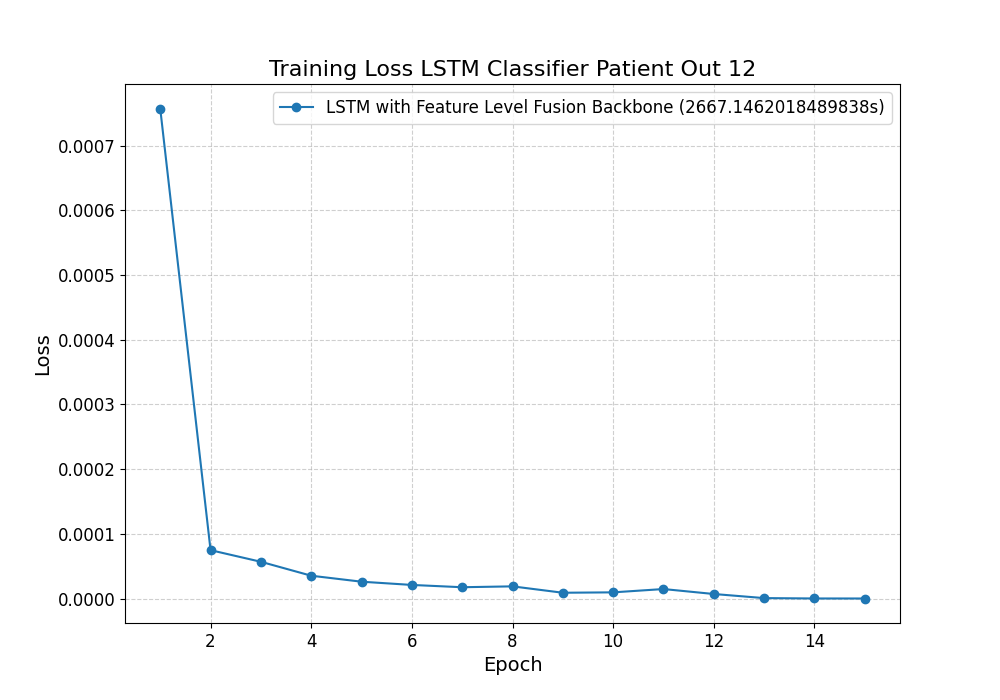 Training Loss LSTM Classifier Patient Out 12
LSTM with Feature Level Fusion Backbone (2667.1462018489838s)
0.0007
0.0006
0.0005
0.0004
0.0003
0.0002
0.0001
0.0000
Loss
2 4 6 8 10 12 14
Epoch